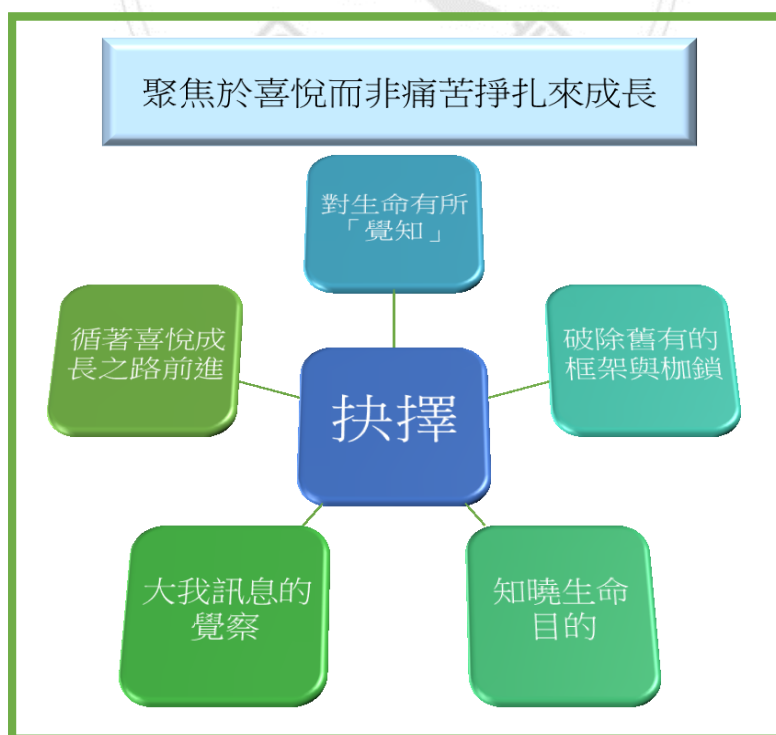 聚焦於喜悅而非痛苦掙扎來成長
對生命有所
「覺知」
循著喜悅成
長之路前進
破除舊有的
框架與枷鎖
抉擇
大我訊息的
覺察
知曉生命
目的